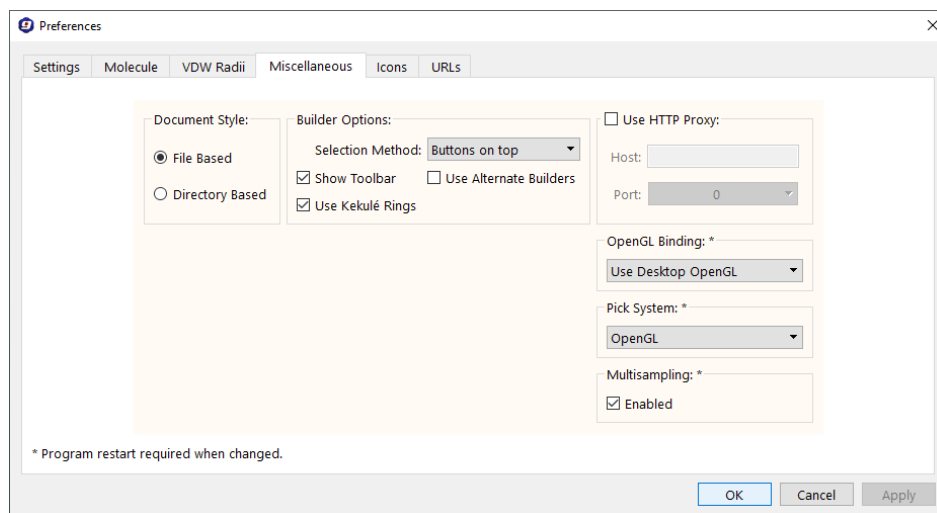 Preferences
Settings Molecule VDW Radii Miscellaneous Icons URLs
Document Style:
File Based
Directory Based
Builder Options:
Selection Method: Buttons on top
Show Toolbar Use Alternate Builders
Use Kekulé Rings
Use HTTP Proxy:
Host:
Port: 0
OpenGL Binding: *
Use Desktop OpenGL
Pick System: *
OpenGL
Multisampling: *
Enabled
* Program restart required when changed.
OK Cancel Apply